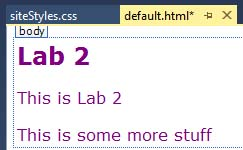 siteStyles.css default.html*
body
Lab 2
This is Lab 2
This is some more stuff